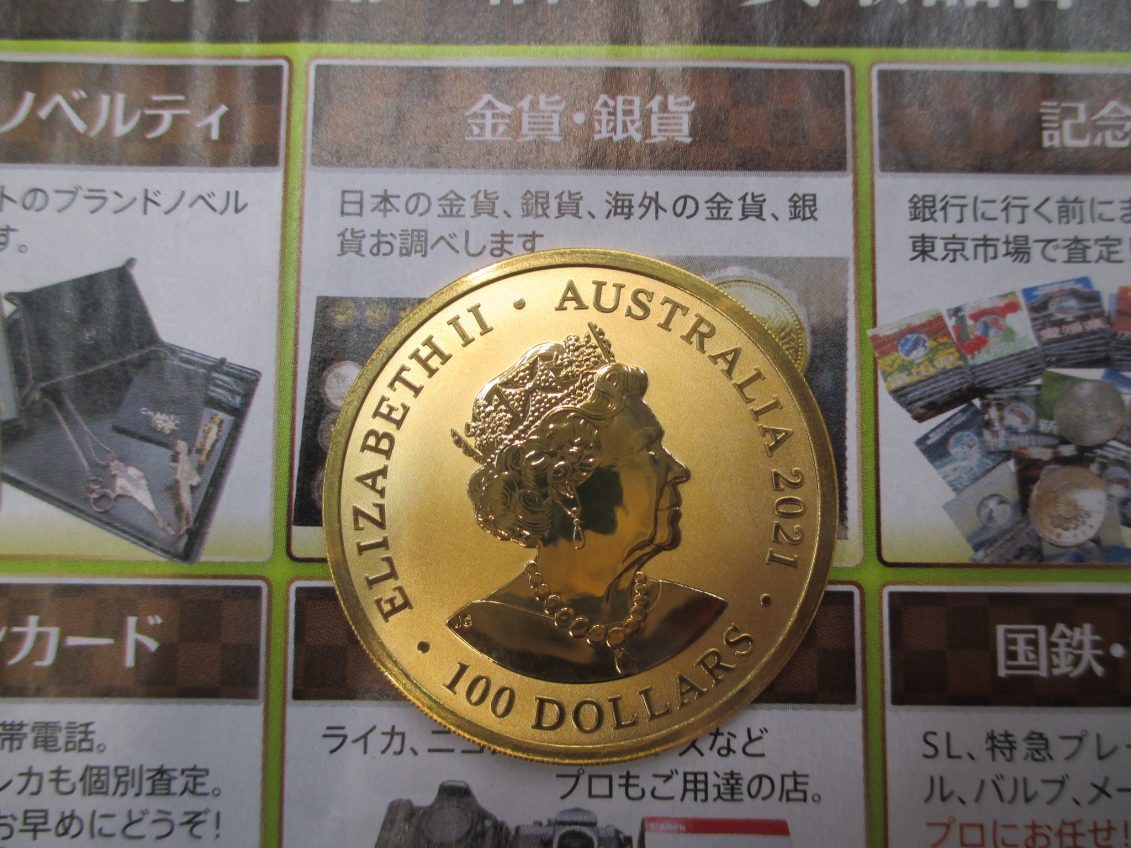 ノベルティ
トのブランドノベル
す。
金貨・銀貨
日本の金貨、銀貨、海外の金貨、銀
貨お調べします
記念
銀行に行く前にま
東京市場で査定!
ELIZABETH II • AUSTRALIA 2021 •
100 DOLLARS •
ンカード
帯電話。
レカも個別査定。
お早めにどうぞ!
ライカ、ニコ
ズなど
プロもご用達の店。
国鉄・
SL、特急プレー
ル、バルブ、メー
プロにお任せ!